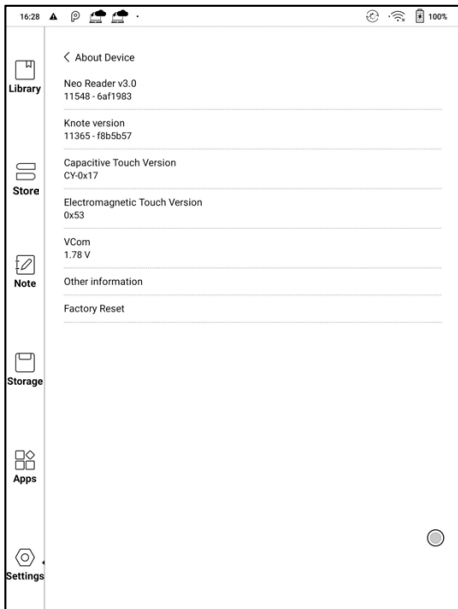 16:28
100%
Library
Store
Note
Storage
Apps
Settings
About Device
Neo Reader v3.0
11548 - 6af1983
Knote version
11365 - f8b5b57
Capacitive Touch Version
CY-0x17
Electromagnetic Touch Version
0x53
VCom
1.78 V
Other information
Factory Reset